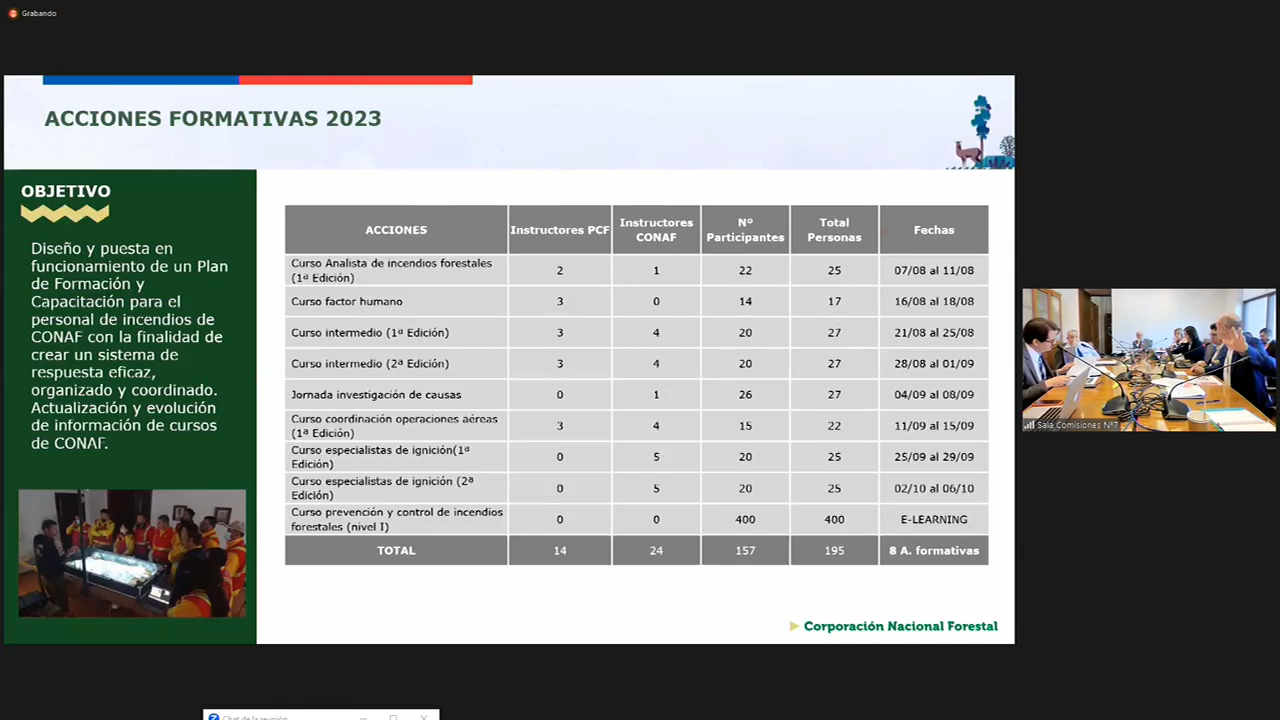 Grabando
ACCIONES FORMATIVAS 2023
OBJETIVO
Diseño y puesta en
funcionamiento de un Plan
de Formación y
Capacitación para el
personal de incendios de
CONAF con la finalidad de
crear un sistema de
respuesta eficaz,
organizado y coordinado.
Actualización y evolución
de información de cursos
de CONAF.
ACCIONES Instructores PCF Instructores CONAF Nº Participantes Total Personas Fechas
Curso Analista de incendios forestales
(1ª Edición) 2 1 22 25 07/08 al 11/08
Curso factor humano 3 0 14 17 16/08 al 18/08
Curso intermedio (1ª Edición) 3 4 20 27 21/08 al 25/08
Curso intermedio (2ª Edición) 3 4 20 27 28/08 al 01/09
Jornada investigación de causas 0 1 26 27 04/09 al 08/09
Curso coordinación operaciones aéreas
(1ª Edición) 3 4 15 22 11/09 al 15/09
Curso especialistas de ignición(1ª
Edición) 0 5 20 25 25/09 al 29/09
Curso especialistas de ignición (2ª
Edición) 0 5 20 25 02/10 al 06/10
Curso prevención y control de incendios
forestales (nivel I) 0 0 400 400 E-LEARNING
TOTAL 14 24 157 195 8 A. formativas
Corporación Nacional Forestal
Sala Comisiones Nº7
Chat de la reunión